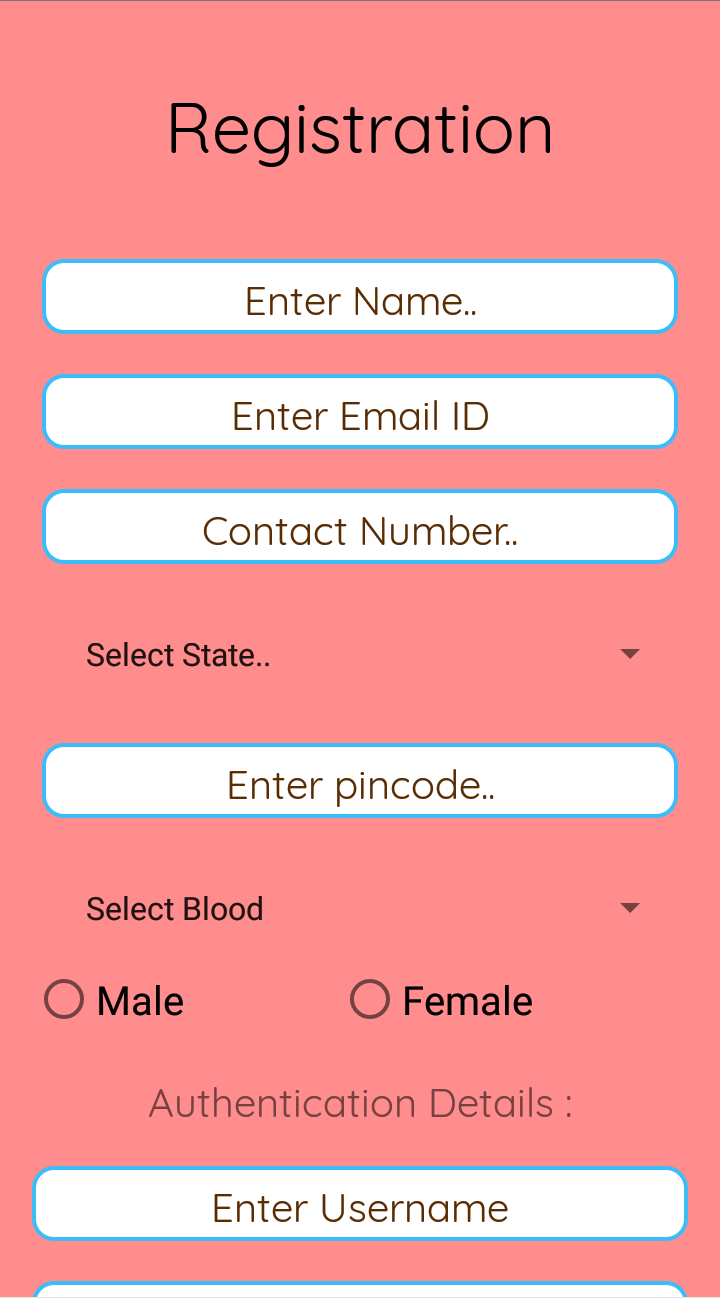 Registration
Enter Name..
Enter Email ID
Contact Number..
Select State..
Enter pincode..
Select Blood
Male Female
Authentication Details :
Enter Username